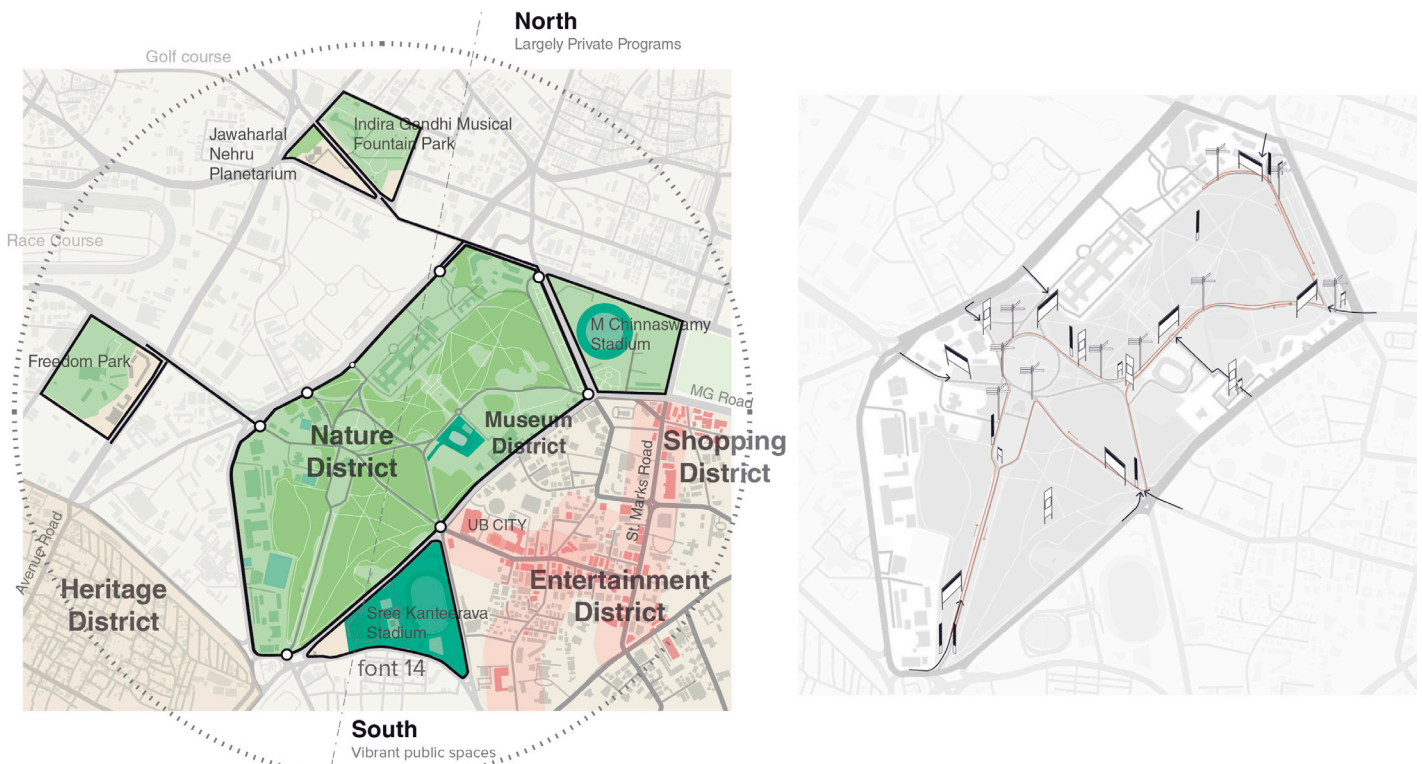 North
Largely Private Programs
Golf course
Jawaharlal
Nehru
Planetarium
Indira Gandhi Musical
Fountain Park
Race Course
M Chinnaswamy
Stadium
Freedom Park
MG Road
Nature
District
Museum
District
Shopping
District
St. Marks Road
UB CITY
Avenue Road
Heritage
District
Entertainment
District
Sree Kanteerava
Stadium
font 14
South
Vibrant public spaces